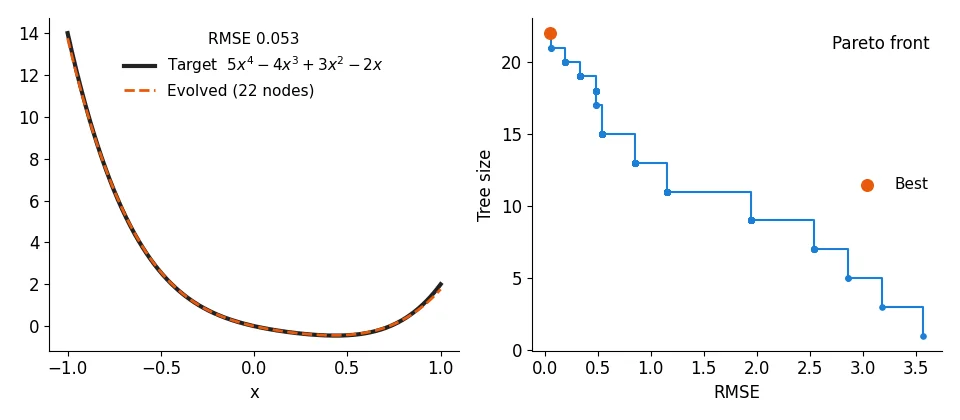 RMSE 0.053
Target 5x⁴ − 4x³ + 3x² − 2x
Evolved (22 nodes)
14
12
10
8
6
4
2
0
−1.0 −0.5 0.0 0.5 1.0
x
Pareto front
Best
Tree size
20
15
10
5
0
0.0 0.5 1.0 1.5 2.0 2.5 3.0 3.5
RMSE